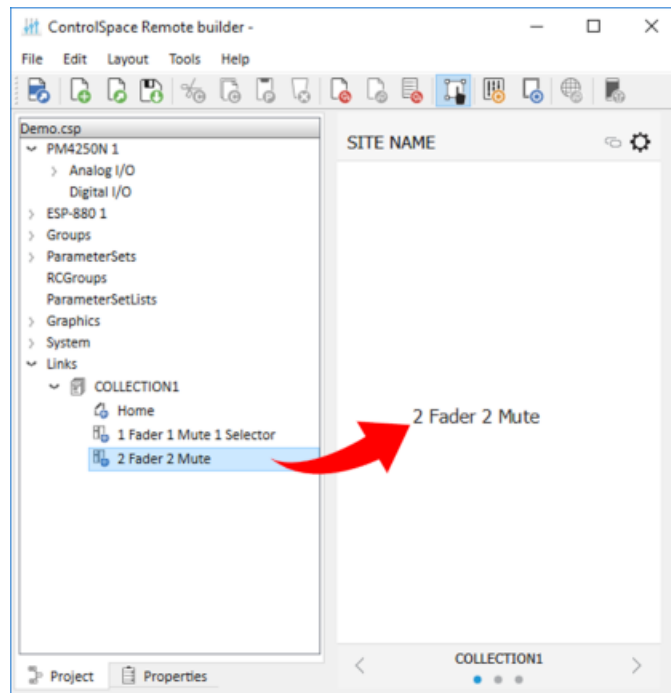 ControlSpace Remote builder -
File Edit Layout Tools Help
Demo.csp
PM4250N 1
Analog I/O
Digital I/O
ESP-880 1
Groups
ParameterSets
RCGroups
ParameterSetLists
Graphics
System
Links
COLLECTION1
Home
1 Fader 1 Mute 1 Selector
2 Fader 2 Mute
Project Properties
SITE NAME
2 Fader 2 Mute
COLLECTION1